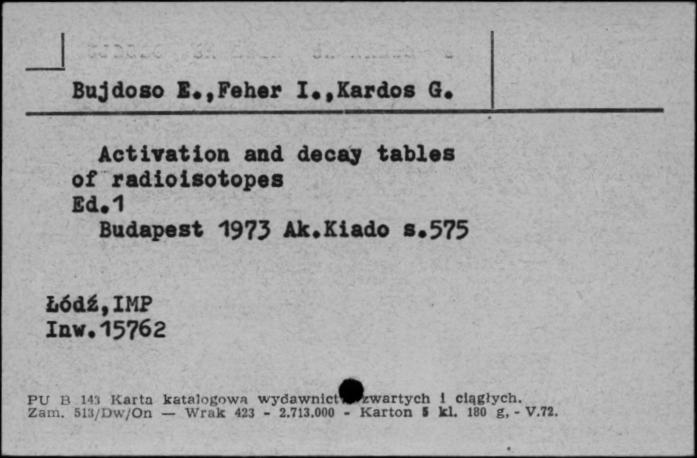 Bujdoso E.,Feher I.,Kardos G.
Activation and decay tables
of radioisotopes
Ed.1
Budapest 1973 Ak.Kiado s.575
Łódź,IMP
Inw.15762
PU B 143 Karta katalogowa wydawnictw zwartych i ciągłych.
Zam. 513/Dw/On — Wrak 423 - 2.713.000 - Karton 5 kl. 180 g, - V.72.